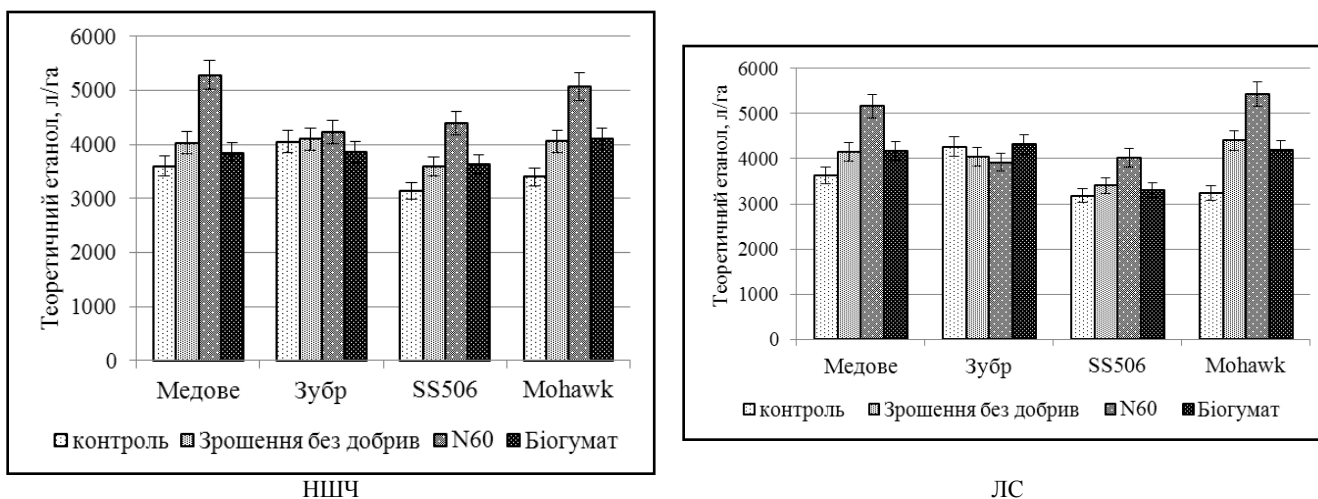 Теоретичний етанол, л/га
6000
5000
4000
3000
2000
1000
0
Медове Зубр SS506 Mohawk
контроль Зрошення без добрив N60 Біогумат
НШЧ
Теоретичний етанол, л/га
6000
5000
4000
3000
2000
1000
0
Медове Зубр SS506 Mohawk
контроль Зрошення без добрив N60 Біогумат
ЛС